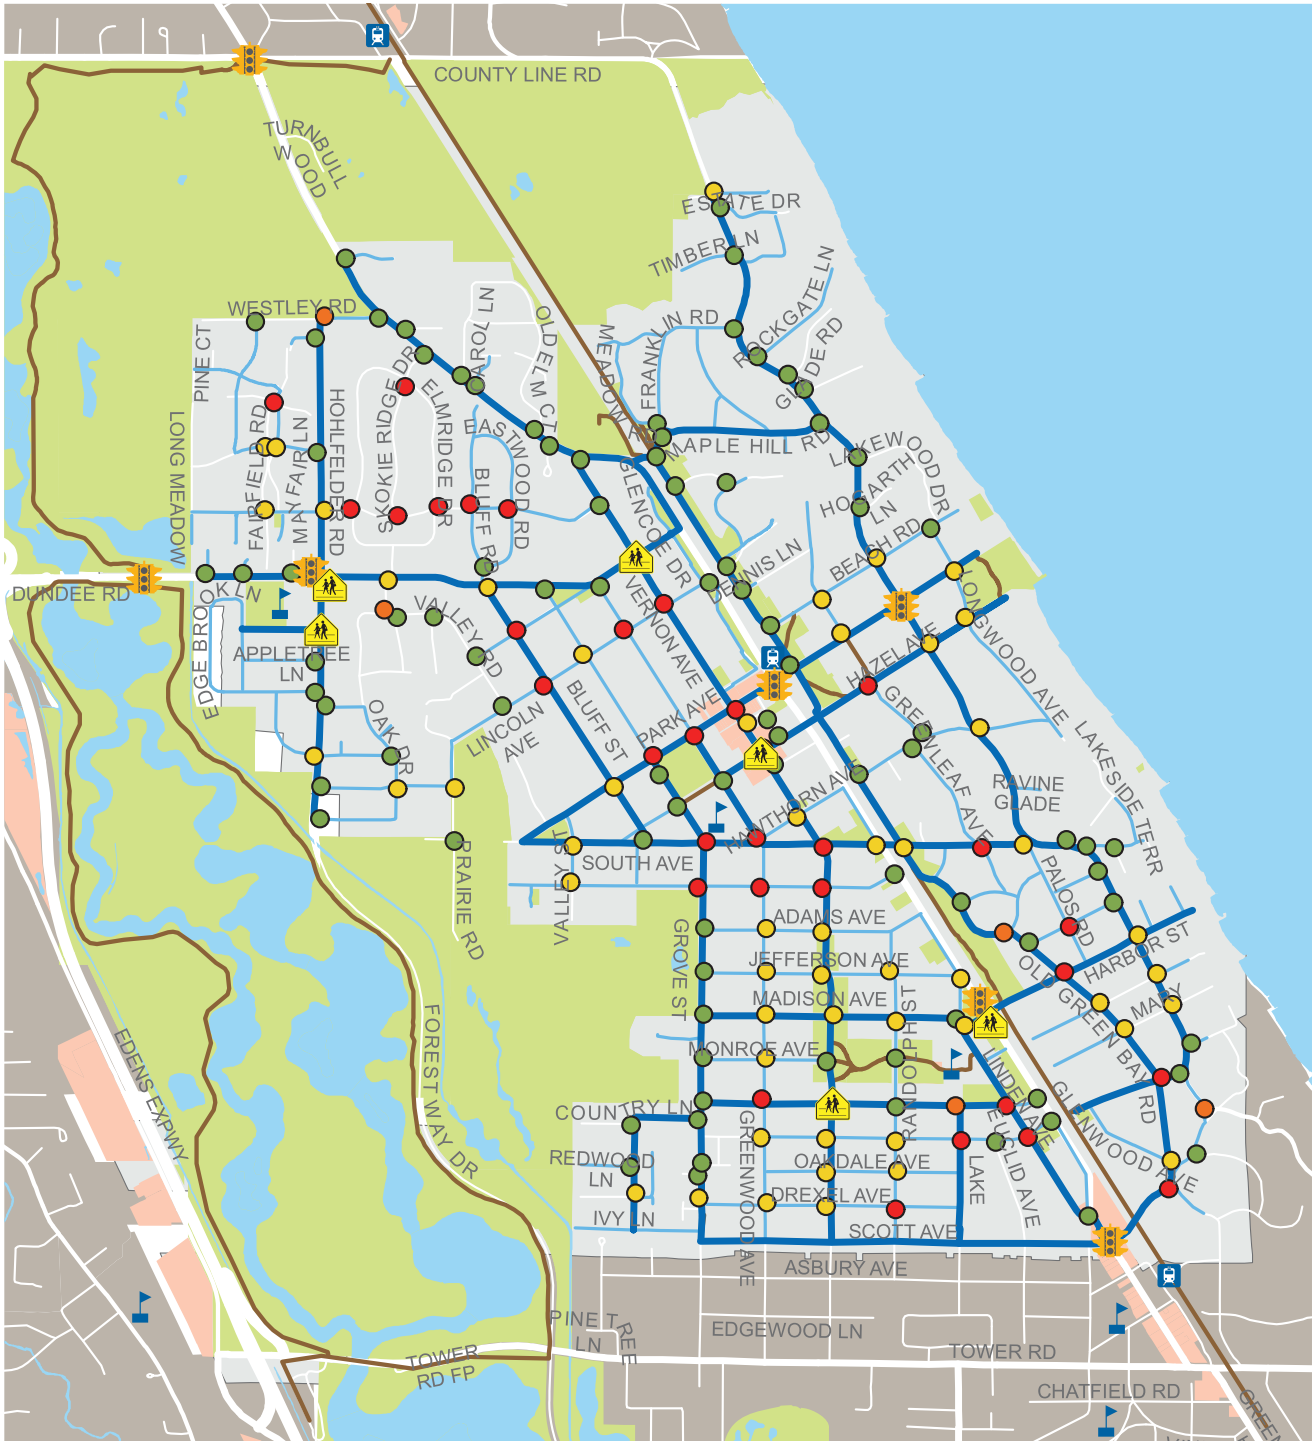 COUNTY LINE RD
TURNBULL
WOOD
ESTATE DR
TIMBER LN
ROCKGATE LN
WESTLEY RD
PINE CT
CAROL LN
OLD ELM CT
MEADOW
FRANKLIN RD
GLADE RD
LONG MEADOW
FAIRFIELD RD
MAYFAIR LN
HOHLFELDER RD
SKOKIE RIDGE DR
ELMRIDGE DR
EASTWOOD RD
BLUFF RD
MAPLE HILL RD
LAKEWOOD DR
HOGARTH
LN
GLENCOE DR
DENNIS LN
BEACH RD
DUNDEE RD
EDGEBROOK LN
VALLEY RD
VERNON AVE
LONGWOOD AVE
HAZEL AVE
APPLETREE
LN
OAK DR
LINCOLN
AVE
BLUFF ST
PARK AVE
GREENLEAF AVE
LAKESIDE TERR
RAVINE
GLADE
HAWTHORN AVE
SOUTH AVE
PRAIRIE RD
VALLEY ST
GROVE ST
ADAMS AVE
JEFFERSON AVE
MADISON AVE
MONROE AVE
RANDOLPH ST
PALOS RD
HARBOR ST
MARY
OLD GREEN BAY RD
EDENS EXPWY
FOREST WAY DR
COUNTRY LN
REDWOOD
LN
IVY LN
GREENWOOD AVE
OAKDALE AVE
DREXEL AVE
SCOTT AVE
LAKE
EUCLID AVE
LINDEN AVE
GLENWOOD AVE
ASBURY AVE
PINE TREE
LN
EDGEWOOD LN
TOWER
RD FP
TOWER RD
CHATFIELD RD
GREEN